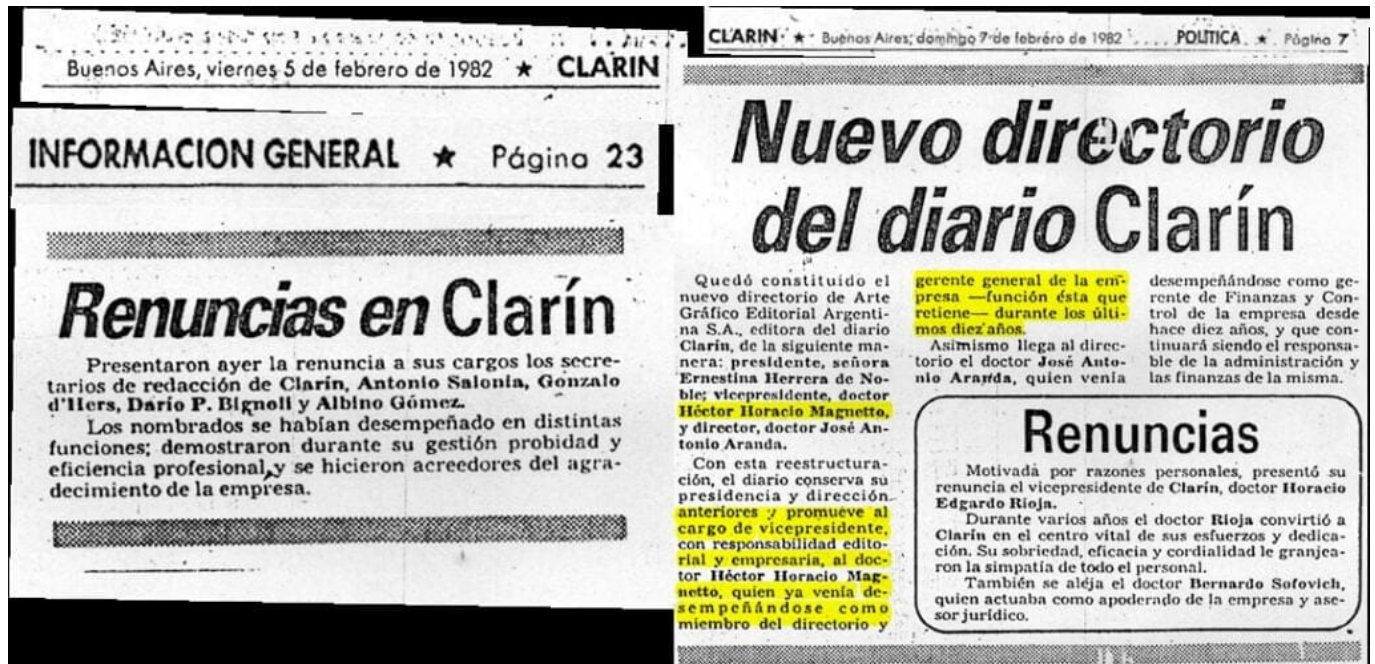 Buenos Aires, viernes 5 de febrero de 1982 ★ CLARIN
INFORMACION GENERAL ★ Página 23
Renuncias en Clarín
Presentaron ayer la renuncia a sus cargos los secre-
tarios de redacción de Clarín, Antonio Salonia, Gonzalo
d'Hers, Darío P. Bignoli y Albino Gómez.
Los nombrados se habían desempeñado en distintas
funciones; demostraron durante su gestión probidad y
eficiencia profesional y se hicieron acreedores del agra-
decimiento de la empresa.
CLARIN ★ Buenos Aires, domingo 7 de febrero de 1982 POLITICA ★ Página 7
Nuevo directorio
del diario Clarín
Quedó constituido el
nuevo directorio de Arte
Gráfico Editorial Argenti-
na S.A., editora del diario
Clarín, de la siguiente ma-
nera: presidente, señora
Ernestina Herrera de No-
ble; vicepresidente, doctor
Héctor Horacio Magnetto,
y director, doctor José An-
tonio Aranda.
Con esta reestructura-
ción, el diario conserva su
presidencia y dirección
anteriores y promueve al
cargo de vicepresidente,
con responsabilidad edito-
rial y empresaria, al doc-
tor Héctor Horacio Mag-
netto, quien ya venía de-
sempeñándose como
miembro del directorio y
gerente general de la em-
presa —función ésta que
retiene— durante los últi-
mos diez años.
Asimismo llega al direc-
torio el doctor José Anto-
nio Aranda, quien venía
desempeñándose como ge-
rente de Finanzas y Con-
trol de la empresa desde
hace diez años, y que con-
tinuará siendo el responsa-
ble de la administración y
las finanzas de la misma.
Renuncias
Motivada por razones personales, presentó su
renuncia el vicepresidente de Clarín, doctor Horacio
Edgardo Rioja.
Durante varios años el doctor Rioja convirtió a
Clarín en el centro vital de sus esfuerzos y dedica-
ción. Su sobriedad, eficacia y cordialidad le granjea-
ron la simpatía de todo el personal.
También se aleja el doctor Bernardo Sofovich,
quien actuaba como apoderado de la empresa y ase-
sor jurídico.